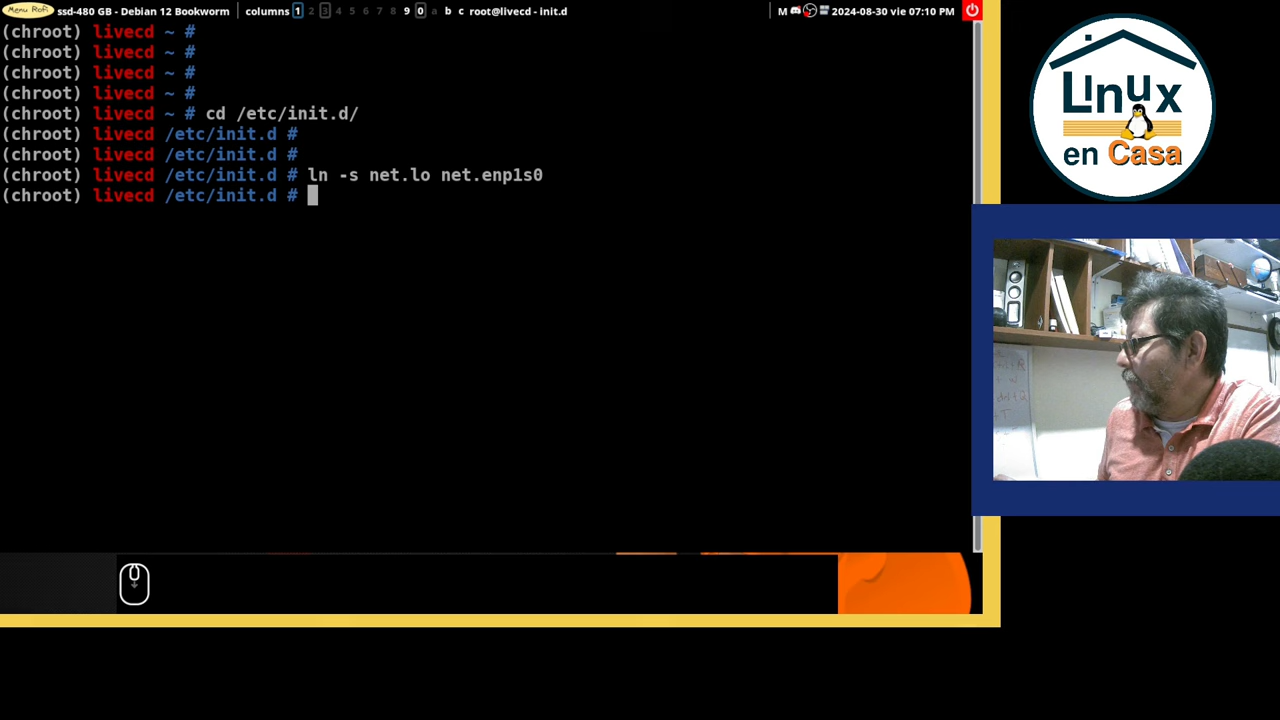 Menu Rofi ssd-480 GB - Debian 12 Bookworm columns 1 2 3 4 5 6 7 8 9 0 a b c root@livecd - init.d M 2024-08-30 vie 07:10 PM
(chroot) livecd ~ #
(chroot) livecd ~ #
(chroot) livecd ~ #
(chroot) livecd ~ #
(chroot) livecd ~ # cd /etc/init.d/
(chroot) livecd /etc/init.d #
(chroot) livecd /etc/init.d #
(chroot) livecd /etc/init.d # ln -s net.lo net.enp1s0
(chroot) livecd /etc/init.d #
Linux
en Casa